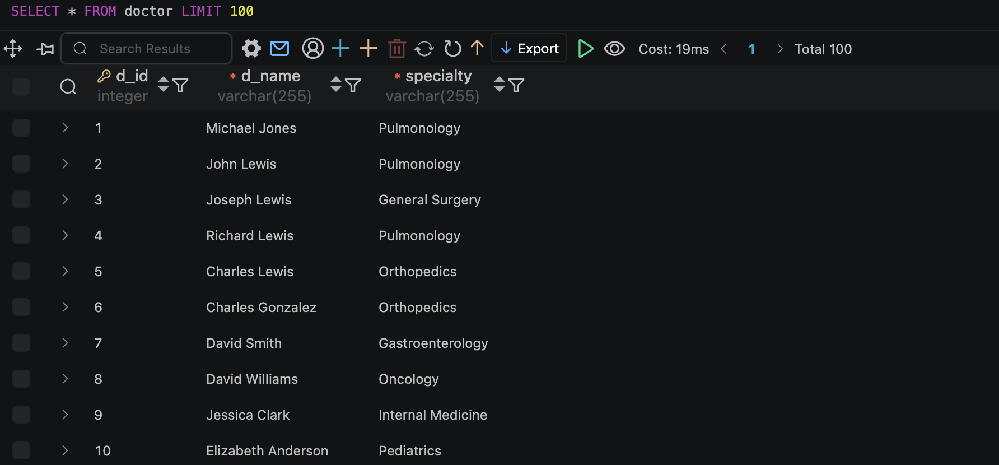 SELECT * FROM doctor LIMIT 100
Search Results Export Cost: 19ms 1 Total 100
d_id * d_name * specialty
integer varchar(255) varchar(255)
1 Michael Jones Pulmonology
2 John Lewis Pulmonology
3 Joseph Lewis General Surgery
4 Richard Lewis Pulmonology
5 Charles Lewis Orthopedics
6 Charles Gonzalez Orthopedics
7 David Smith Gastroenterology
8 David Williams Oncology
9 Jessica Clark Internal Medicine
10 Elizabeth Anderson Pediatrics